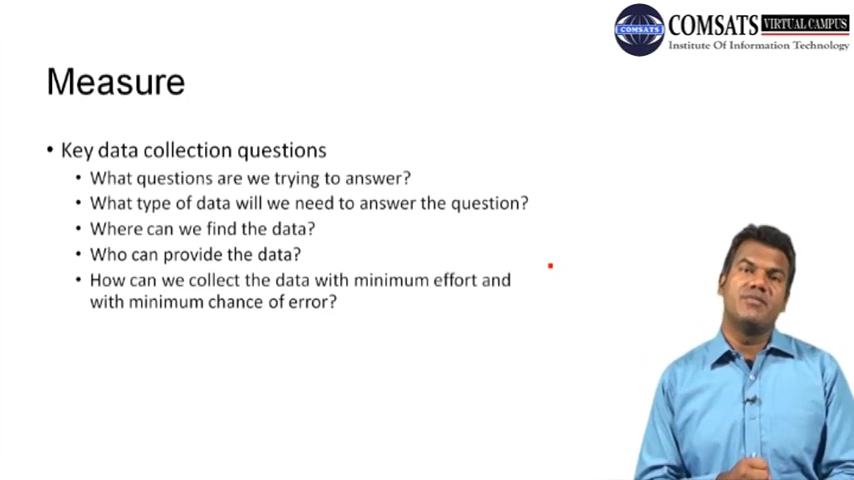 COMSATS VIRTUAL CAMPUS
COMSATS
Institute Of Information Technology
Measure
• Key data collection questions
• What questions are we trying to answer?
• What type of data will we need to answer the question?
• Where can we find the data?
• Who can provide the data?
• How can we collect the data with minimum effort and
with minimum chance of error?